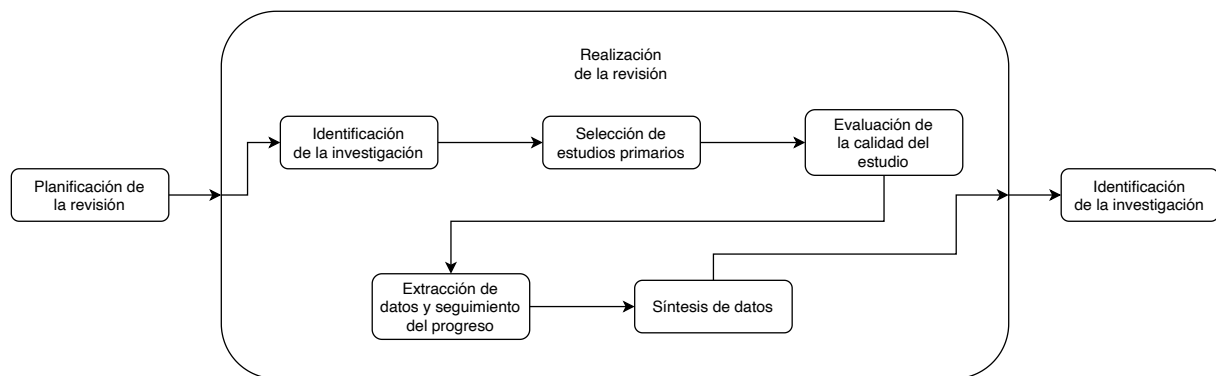 Realización
de la revisión
Identificación
de la investigación
Selección de
estudios primarios
Evaluación de
la calidad del
estudio
Planificación de
la revisión
Identificación
de la investigación
Extracción de
datos y seguimiento
del progreso
Síntesis de datos